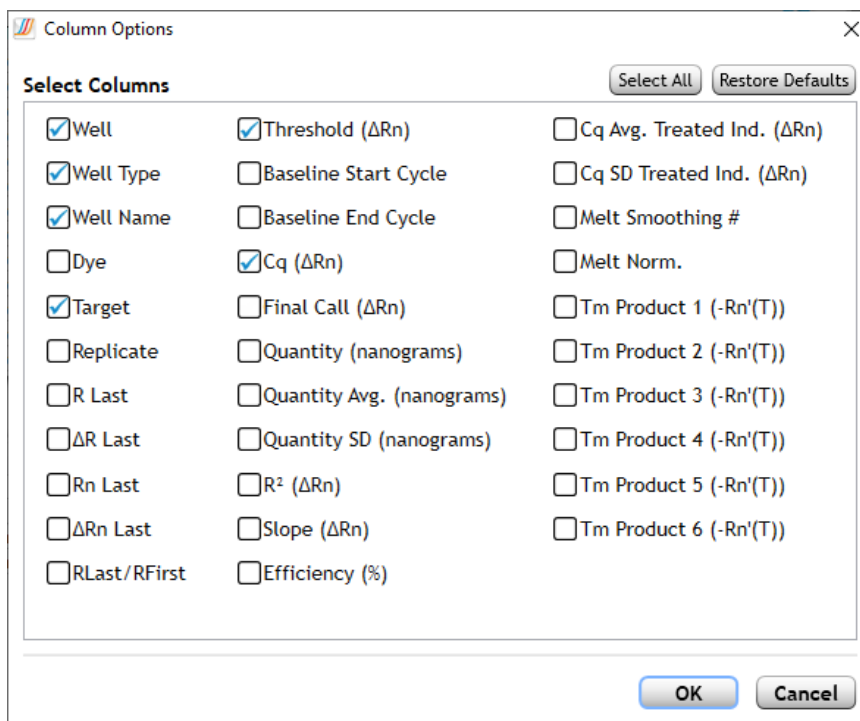 Column Options
Select Columns
Select All
Restore Defaults
Well
Well Type
Well Name
Dye
Target
Replicate
R Last
ΔR Last
Rn Last
ΔRn Last
RLast/RFirst
Threshold (ΔRn)
Baseline Start Cycle
Baseline End Cycle
Cq (ΔRn)
Final Call (ΔRn)
Quantity (nanograms)
Quantity Avg. (nanograms)
Quantity SD (nanograms)
R² (ΔRn)
Slope (ΔRn)
Efficiency (%)
Cq Avg. Treated Ind. (ΔRn)
Cq SD Treated Ind. (ΔRn)
Melt Smoothing #
Melt Norm.
Tm Product 1 (-Rn'(T))
Tm Product 2 (-Rn'(T))
Tm Product 3 (-Rn'(T))
Tm Product 4 (-Rn'(T))
Tm Product 5 (-Rn'(T))
Tm Product 6 (-Rn'(T))
OK
Cancel